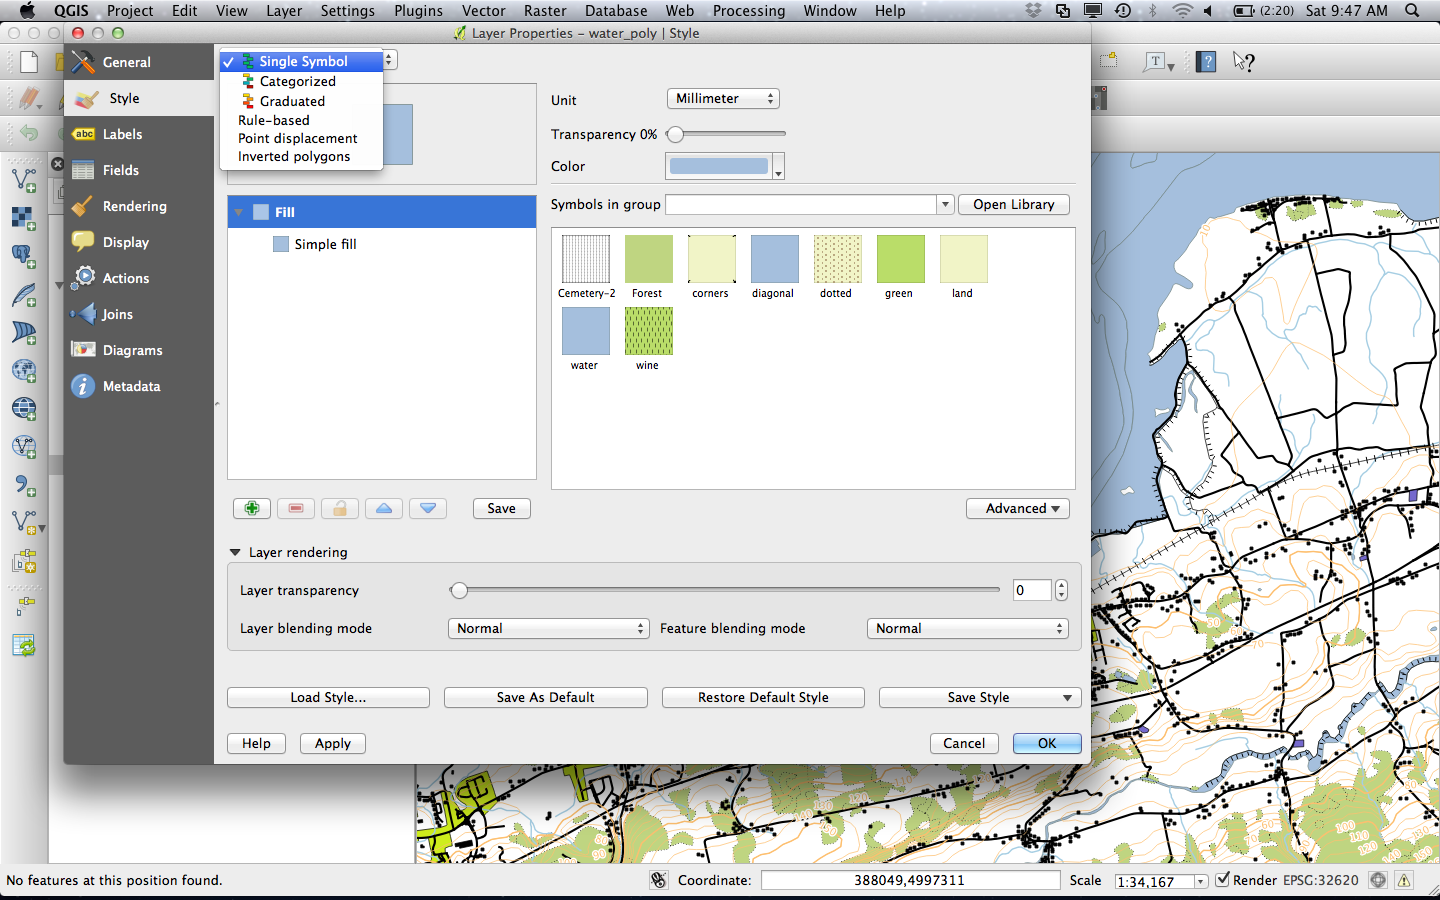 QGIS Project Edit View Layer Settings Plugins Vector Raster Database Web Processing Window Help (2:20) Sat 9:47 AM
Layer Properties - water_poly | Style
General
Style
Labels
Fields
Rendering
Display
Actions
Joins
Diagrams
Metadata
Single Symbol
Categorized
Graduated
Rule-based
Point displacement
Inverted polygons
Unit Millimeter
Transparency 0%
Color
Symbols in group Open Library
Fill
Simple fill
Cemetery-2 Forest corners diagonal dotted green land
water wine
Save
Advanced
Layer rendering
Layer transparency 0
Layer blending mode Normal Feature blending mode Normal
Load Style... Save As Default Restore Default Style Save Style
Help Apply Cancel OK
No features at this position found. Coordinate: 388049,4997311 Scale 1:34,167 Render EPSG:32620